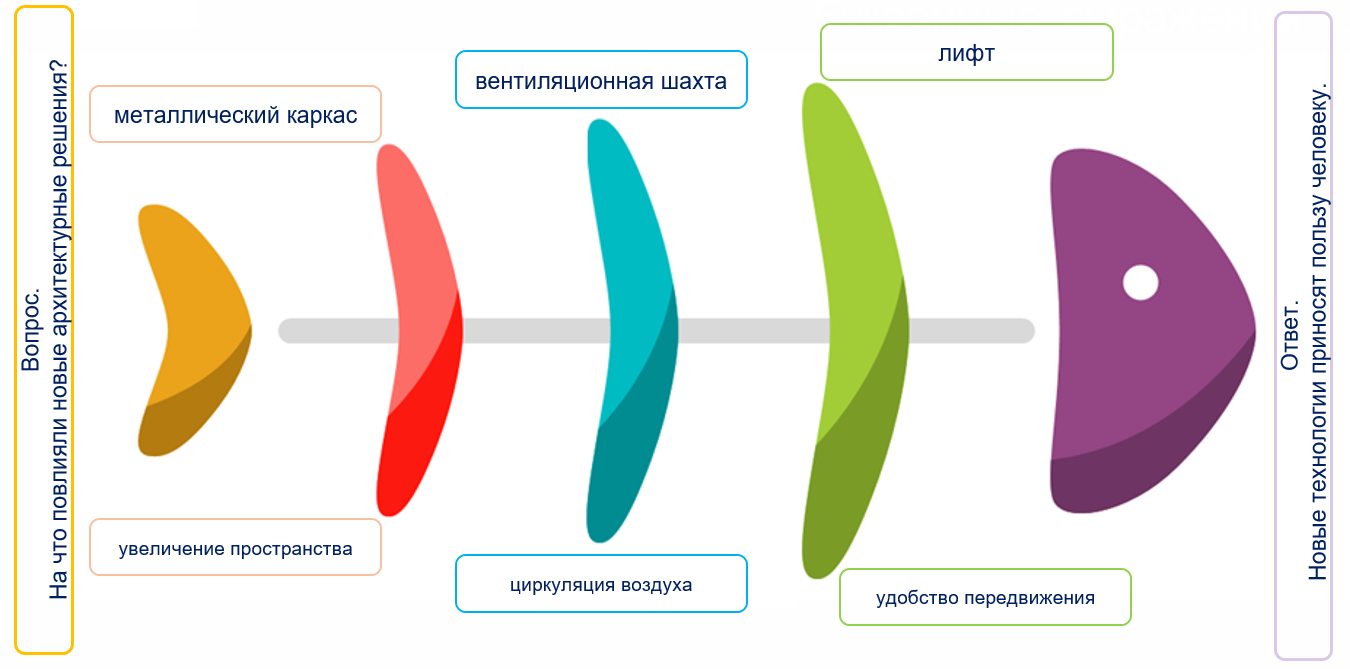 Вопрос.
На что повлияли новые архитектурные решения?
металлический каркас
вентиляционная шахта
лифт
увеличение пространства
циркуляция воздуха
удобство передвижения
Ответ.
Новые технологии приносят пользу человеку.